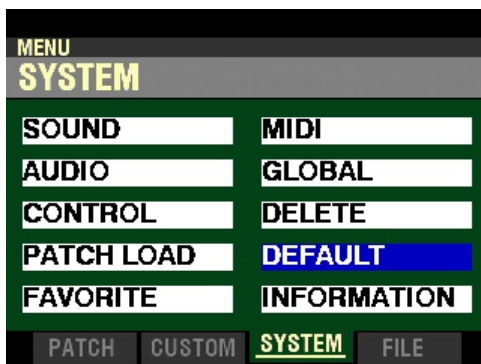 MENU
SYSTEM
SOUND MIDI
AUDIO GLOBAL
CONTROL DELETE
PATCH LOAD DEFAULT
FAVORITE INFORMATION
PATCH CUSTOM SYSTEM FILE